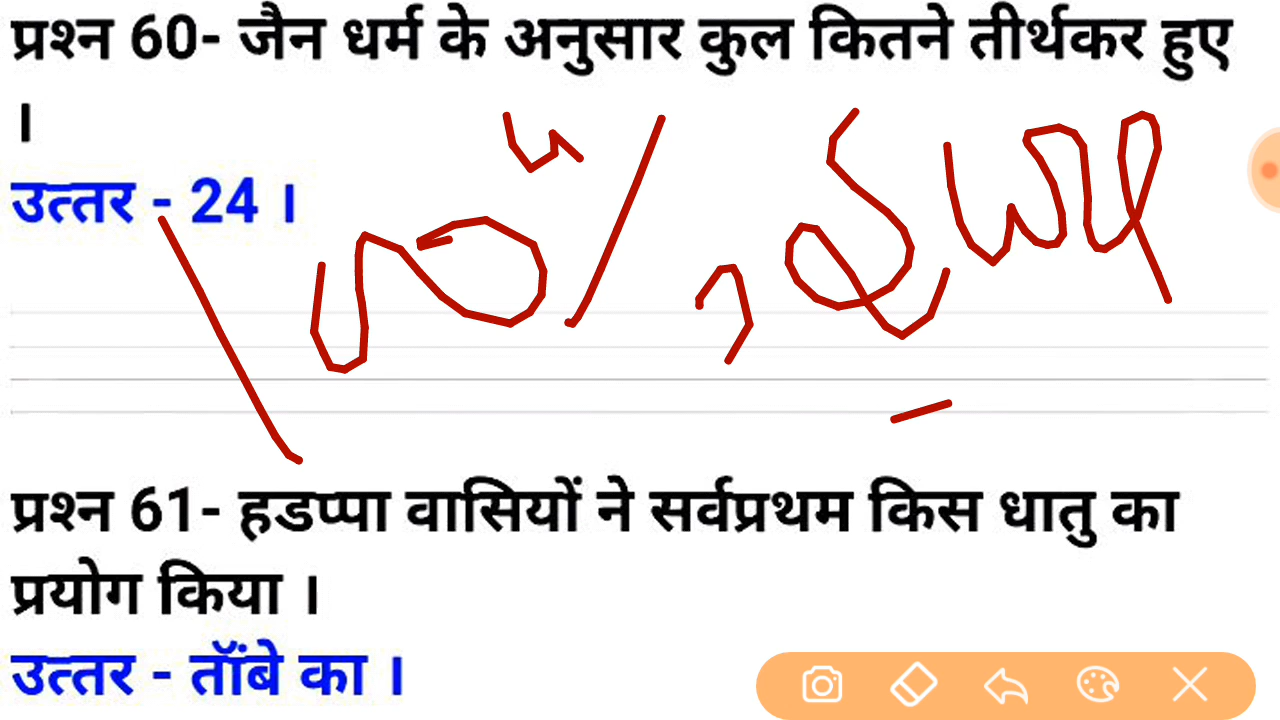 प्रश्न 60- जैन धर्म के अनुसार कुल कितने तीर्थकर हुए
।
उत्तर - 24 ।
प्रश्न 61- हडप्पा वासियों ने सर्वप्रथम किस धातु का
प्रयोग किया ।
उत्तर - ताॅंबे का ।